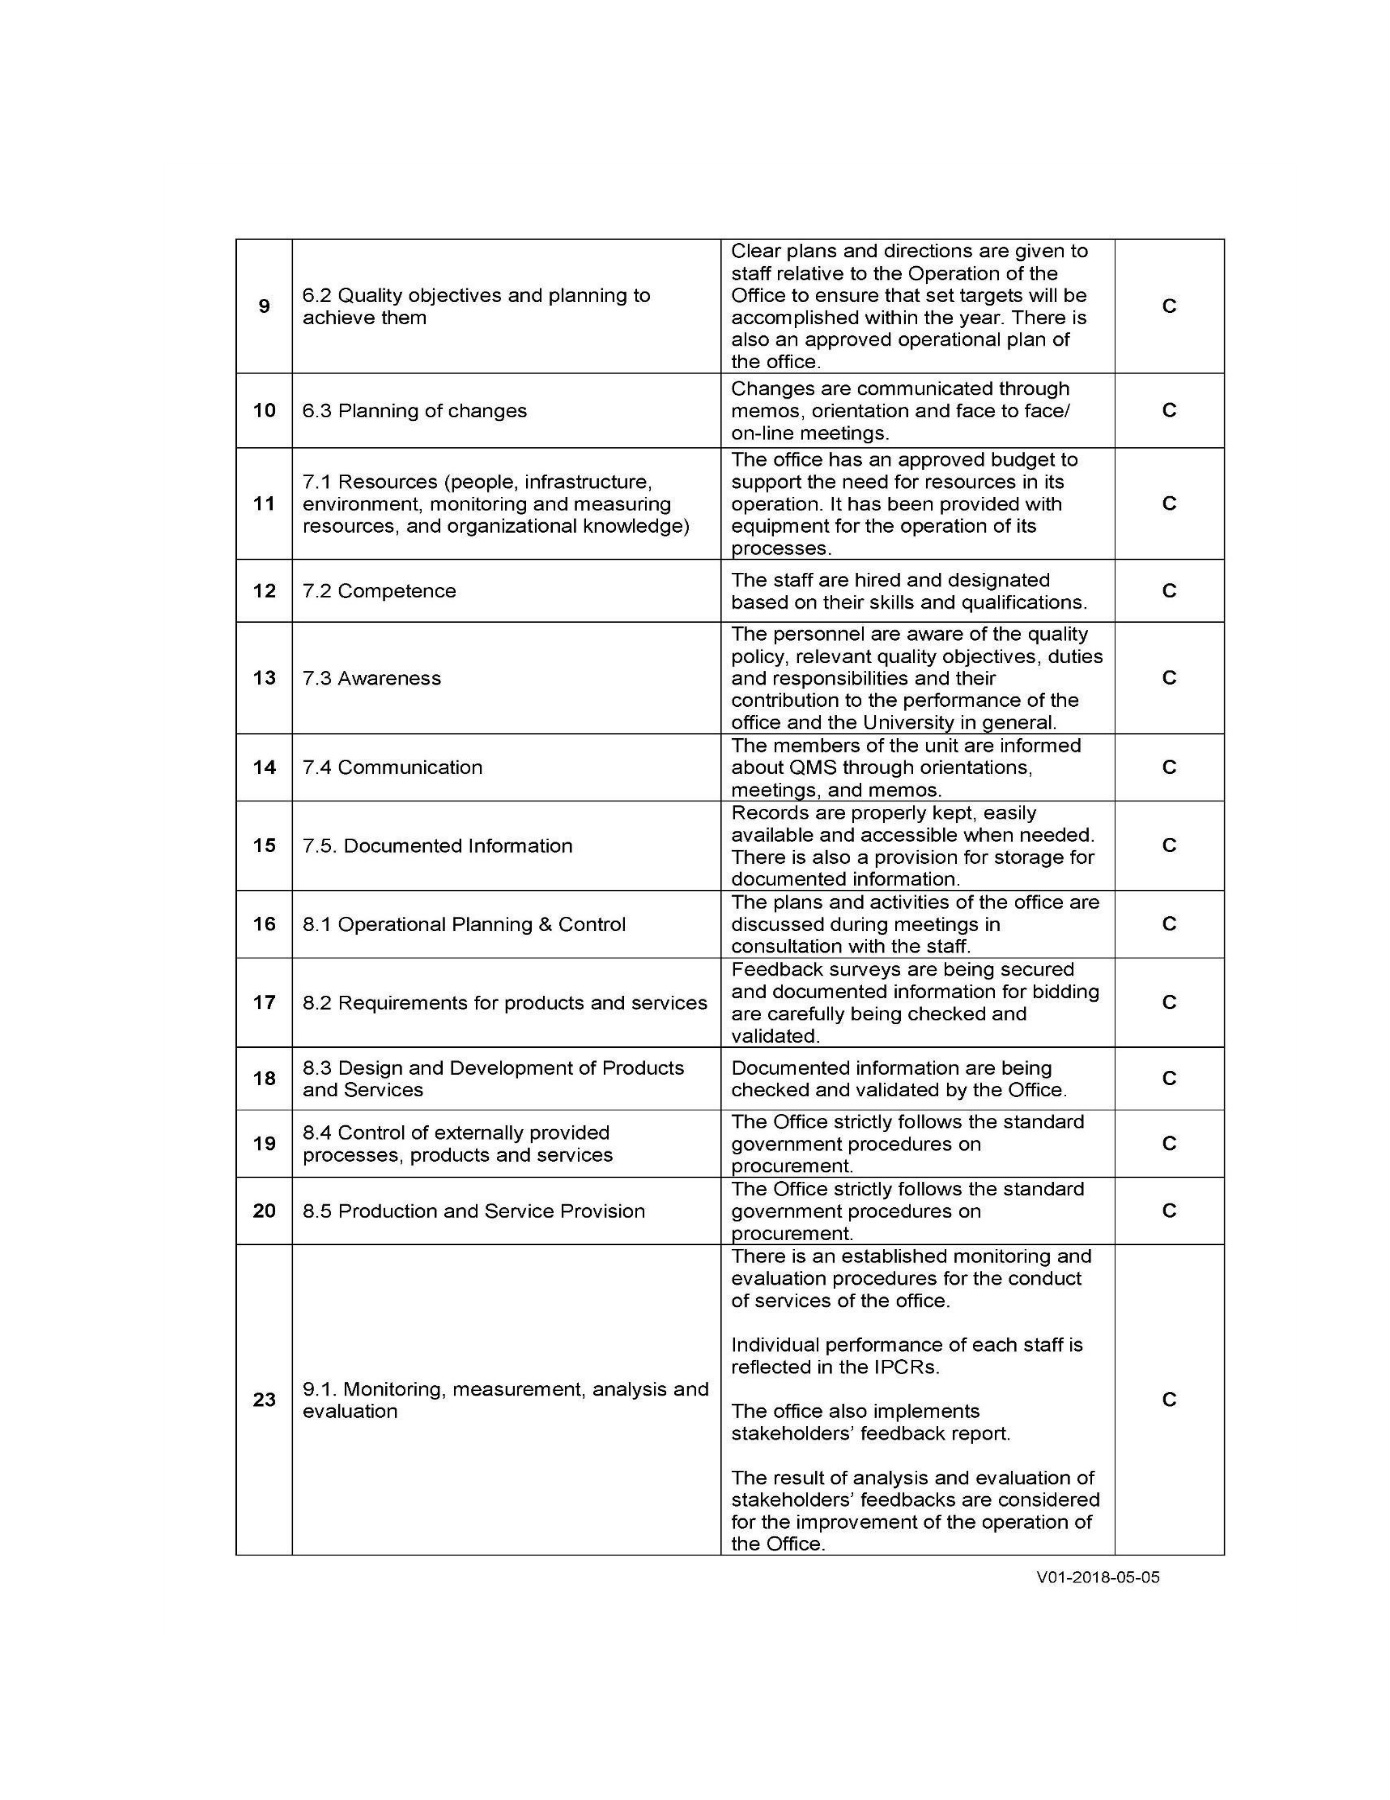 9
6.2 Quality objectives and planning to
achieve them
Clear plans and directions are given to
staff relative to the Operation of the
Office to ensure that set targets will be
accomplished within the year. There is
also an approved operational plan of
the office.
C
10
6.3 Planning of changes
Changes are communicated through
memos, orientation and face to face/
on-line meetings.
C
11
7.1 Resources (people, infrastructure,
environment, monitoring and measuring
resources, and organizational knowledge)
The office has an approved budget to
support the need for resources in its
operation. It has been provided with
equipment for the operation of its
processes.
C
12
7.2 Competence
The staff are hired and designated
based on their skills and qualifications.
C
13
7.3 Awareness
The personnel are aware of the quality
policy, relevant quality objectives, duties
and responsibilities and their
contribution to the performance of the
office and the University in general.
C
14
7.4 Communication
The members of the unit are informed
about QMS through orientations,
meetings, and memos.
C
15
7.5. Documented Information
Records are properly kept, easily
available and accessible when needed.
There is also a provision for storage for
documented information.
C
16
8.1 Operational Planning & Control
The plans and activities of the office are
discussed during meetings in
consultation with the staff.
C
17
8.2 Requirements for products and services
Feedback surveys are being secured
and documented information for bidding
are carefully being checked and
validated.
C
18
8.3 Design and Development of Products
and Services
Documented information are being
checked and validated by the Office.
C
19
8.4 Control of externally provided
processes, products and services
The Office strictly follows the standard
government procedures on
procurement.
C
20
8.5 Production and Service Provision
The Office strictly follows the standard
government procedures on
procurement.
C
23
9.1. Monitoring, measurement, analysis and
evaluation
There is an established monitoring and
evaluation procedures for the conduct
of services of the office.
Individual performance of each staff is
reflected in the IPCRs.
The office also implements
stakeholders' feedback report.
The result of analysis and evaluation of
stakeholders' feedbacks are considered
for the improvement of the operation of
the Office.
C
V01-2018-05-05